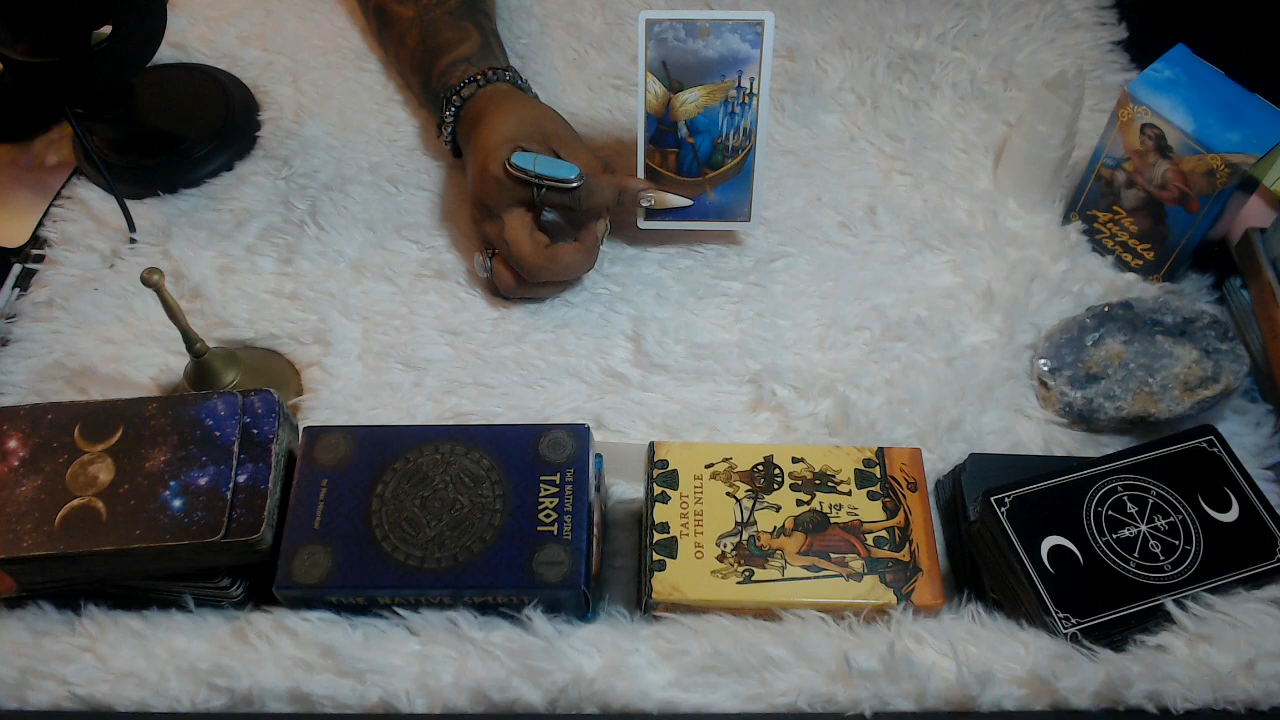 The
Angels
Tarot
THE NATIVE SPIRIT
TAROT
THE NATIVE SPIRIT
TAROT
OF THE NILE